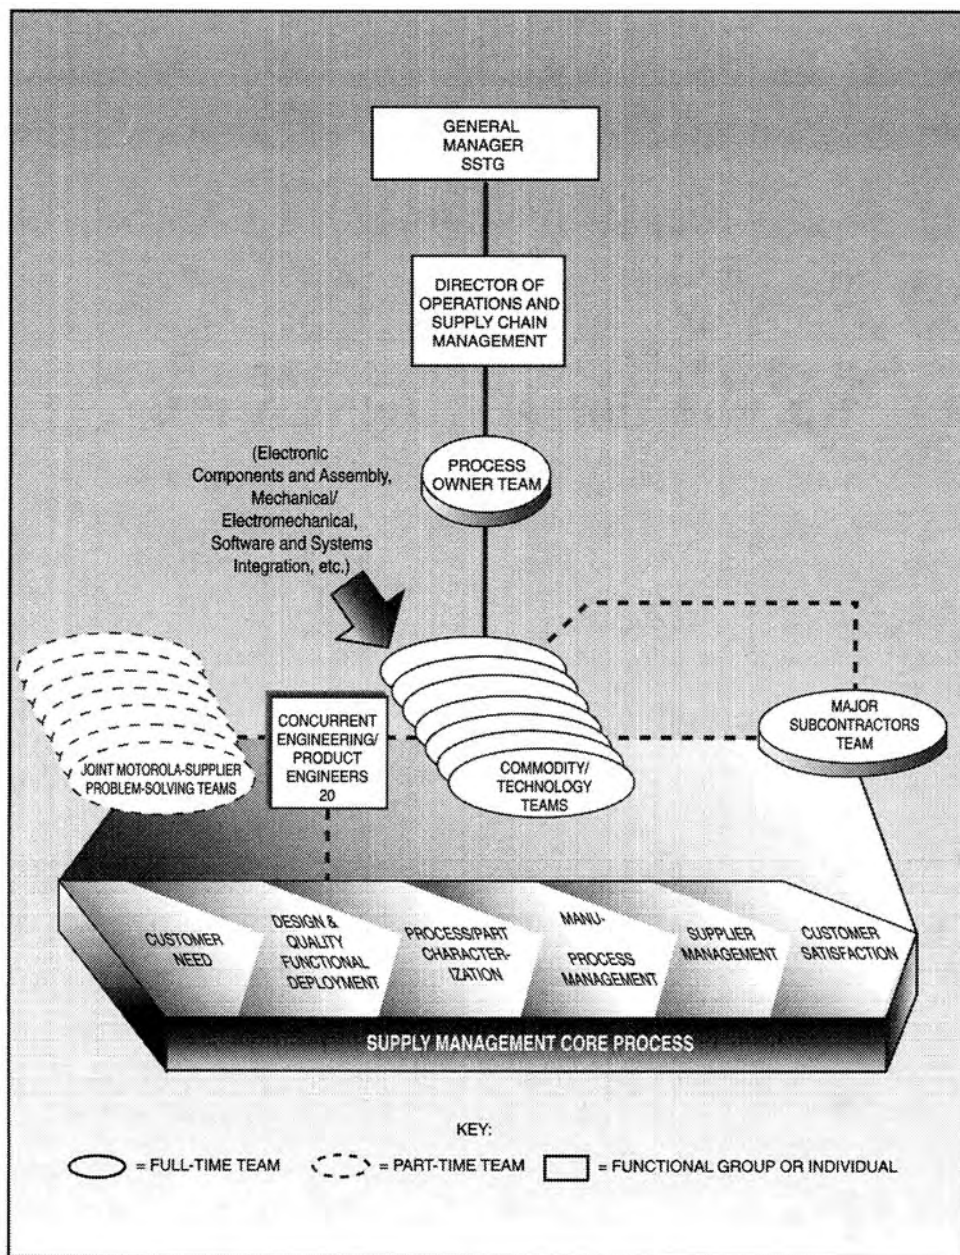 GENERAL
MANAGER
SSTG
DIRECTOR OF
OPERATIONS AND
SUPPLY CHAIN
MANAGEMENT
(Electronic
Components and Assembly,
Mechanical/
Electromechanical,
Software and Systems
Integration, etc.)
PROCESS
OWNER TEAM
JOINT MOTOROLA-SUPPLIER
PROBLEM-SOLVING TEAMS
CONCURRENT
ENGINEERING/
PRODUCT
ENGINEERS
20
COMMODITY/
TECHNOLOGY
TEAMS
MAJOR
SUBCONTRACTORS
TEAM
CUSTOMER
NEED
DESIGN &
QUALITY
FUNCTIONAL
DEPLOYMENT
PROCESS/PART
CHARACTER-
IZATION
MANU-
PROCESS
MANAGEMENT
SUPPLIER
MANAGEMENT
CUSTOMER
SATISFACTION
SUPPLY MANAGEMENT CORE PROCESS
KEY:
= FULL-TIME TEAM
= PART-TIME TEAM
= FUNCTIONAL GROUP OR INDIVIDUAL